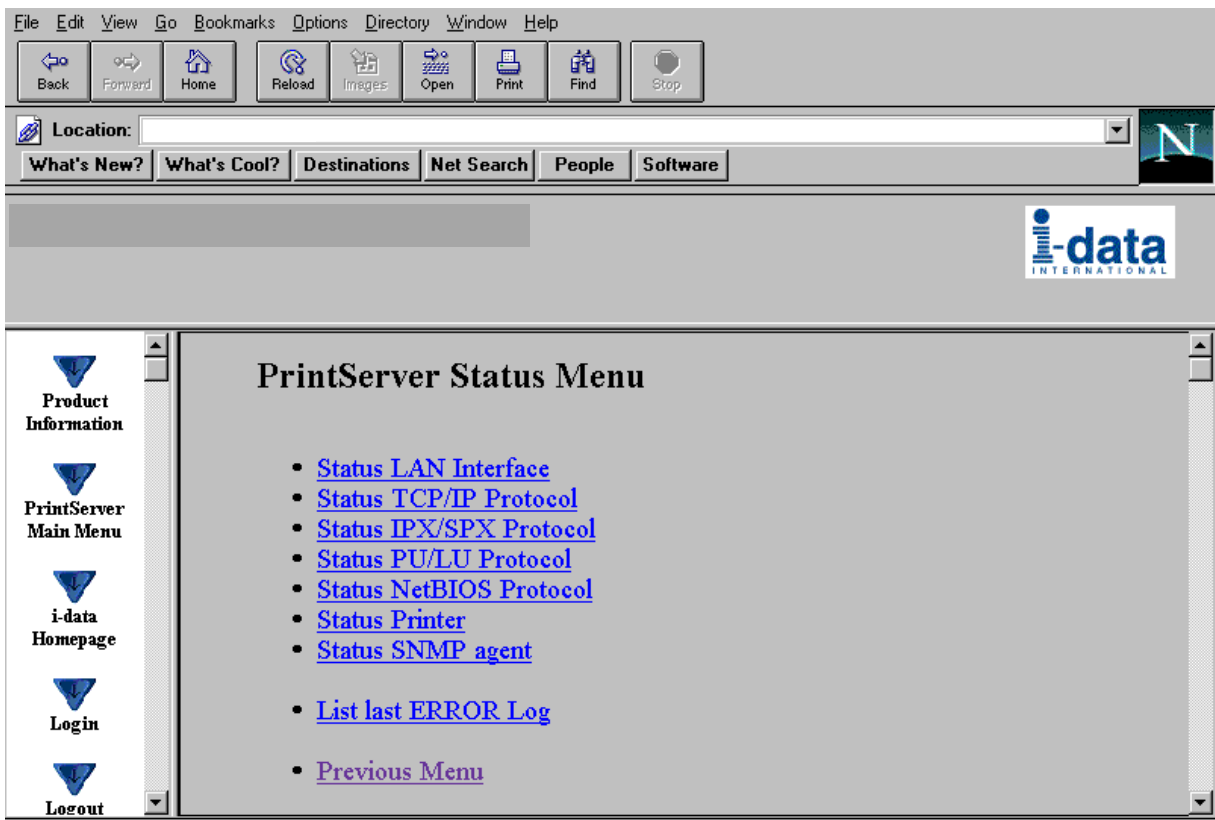 File Edit View Go Bookmarks Options Directory Window Help
Back Forward Home Reload Images Open Print Find Stop
Location:
N
What's New? What's Cool? Destinations Net Search People Software
i-data
INTERNATIONAL
Product
Information
PrintServer
Main Menu
i-data
Homepage
Login
Logout
PrintServer Status Menu
• Status LAN Interface
• Status TCP/IP Protocol
• Status IPX/SPX Protocol
• Status PU/LU Protocol
• Status NetBIOS Protocol
• Status Printer
• Status SNMP agent
• List last ERROR Log
• Previous Menu